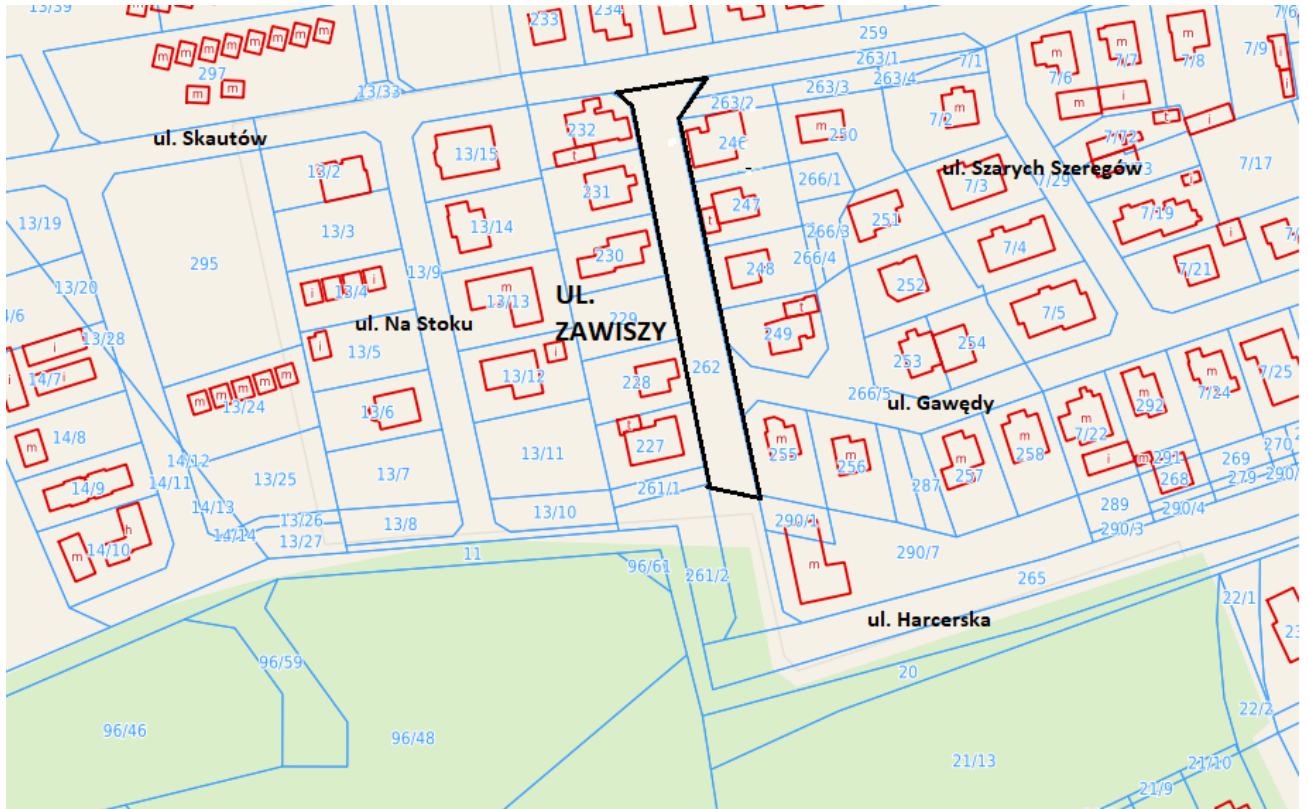 13/39
233
234
259
7/6
263/1
7/1
7/6
m
7/7
m
7/8
m
7/9
i
i
m
m
m
m
m
m
m
m
297
m
m
13/33
263/4
263/3
263/2
m
i
ul. Skautów
232
t
246
m
250
7/2
m
t
i
7/72
13/15
ul. Szarych Szeregów
13/2
231
266/1
7/3
7/29
7/17
i
13/19
13/3
13/14
247
t
266/3
251
7/19
i
295
13/9
230
248
266/4
7/4
7/21
13/20
i
i
i
13/4
m
13/13
UL.
252
t
ZAWISZY
229
249
7/5
ul. Na Stoku
13/28
i
i
13/5
i
253
254
14/7
i
i
13/12
228
262
m
7/24
7/25
266/5
ul. Gawędy
m
292
m
m
m
m
m
13/24
13/6
t
227
m
255
m
256
m
257
m
258
m
7/22
14/8
m
13/11
i
m
291
268
269
270
14/12
14/11
13/25
13/7
261/1
287
279
290/
14/9
14/13
289
290/4
13/26
13/8
13/10
290/1
290/3
14/14
13/27
14/10
m
h
11
96/61
261/2
m
290/7
265
22/1
ul. Harcerska
96/59
20
22/2
96/46
96/48
21/13
21/10
21/9